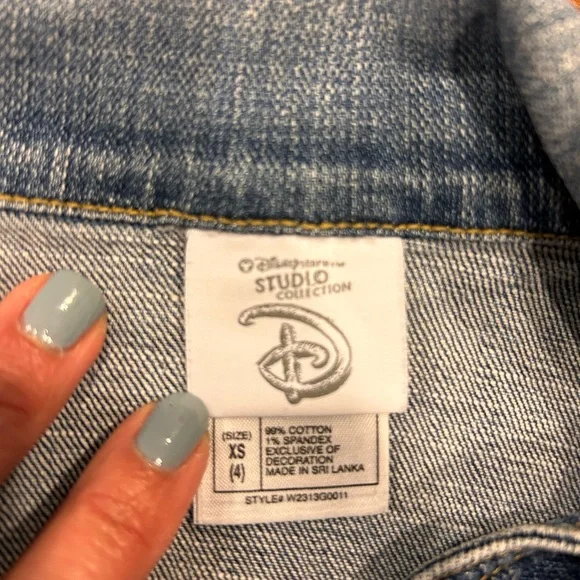 STUDIO
COLLECTION
D
(SIZE)
XS
(4)
99% COTTON
1% SPANDEX
EXCLUSIVE OF
DECORATION
MADE IN SRI LANKA
STYLE# W2313G0011